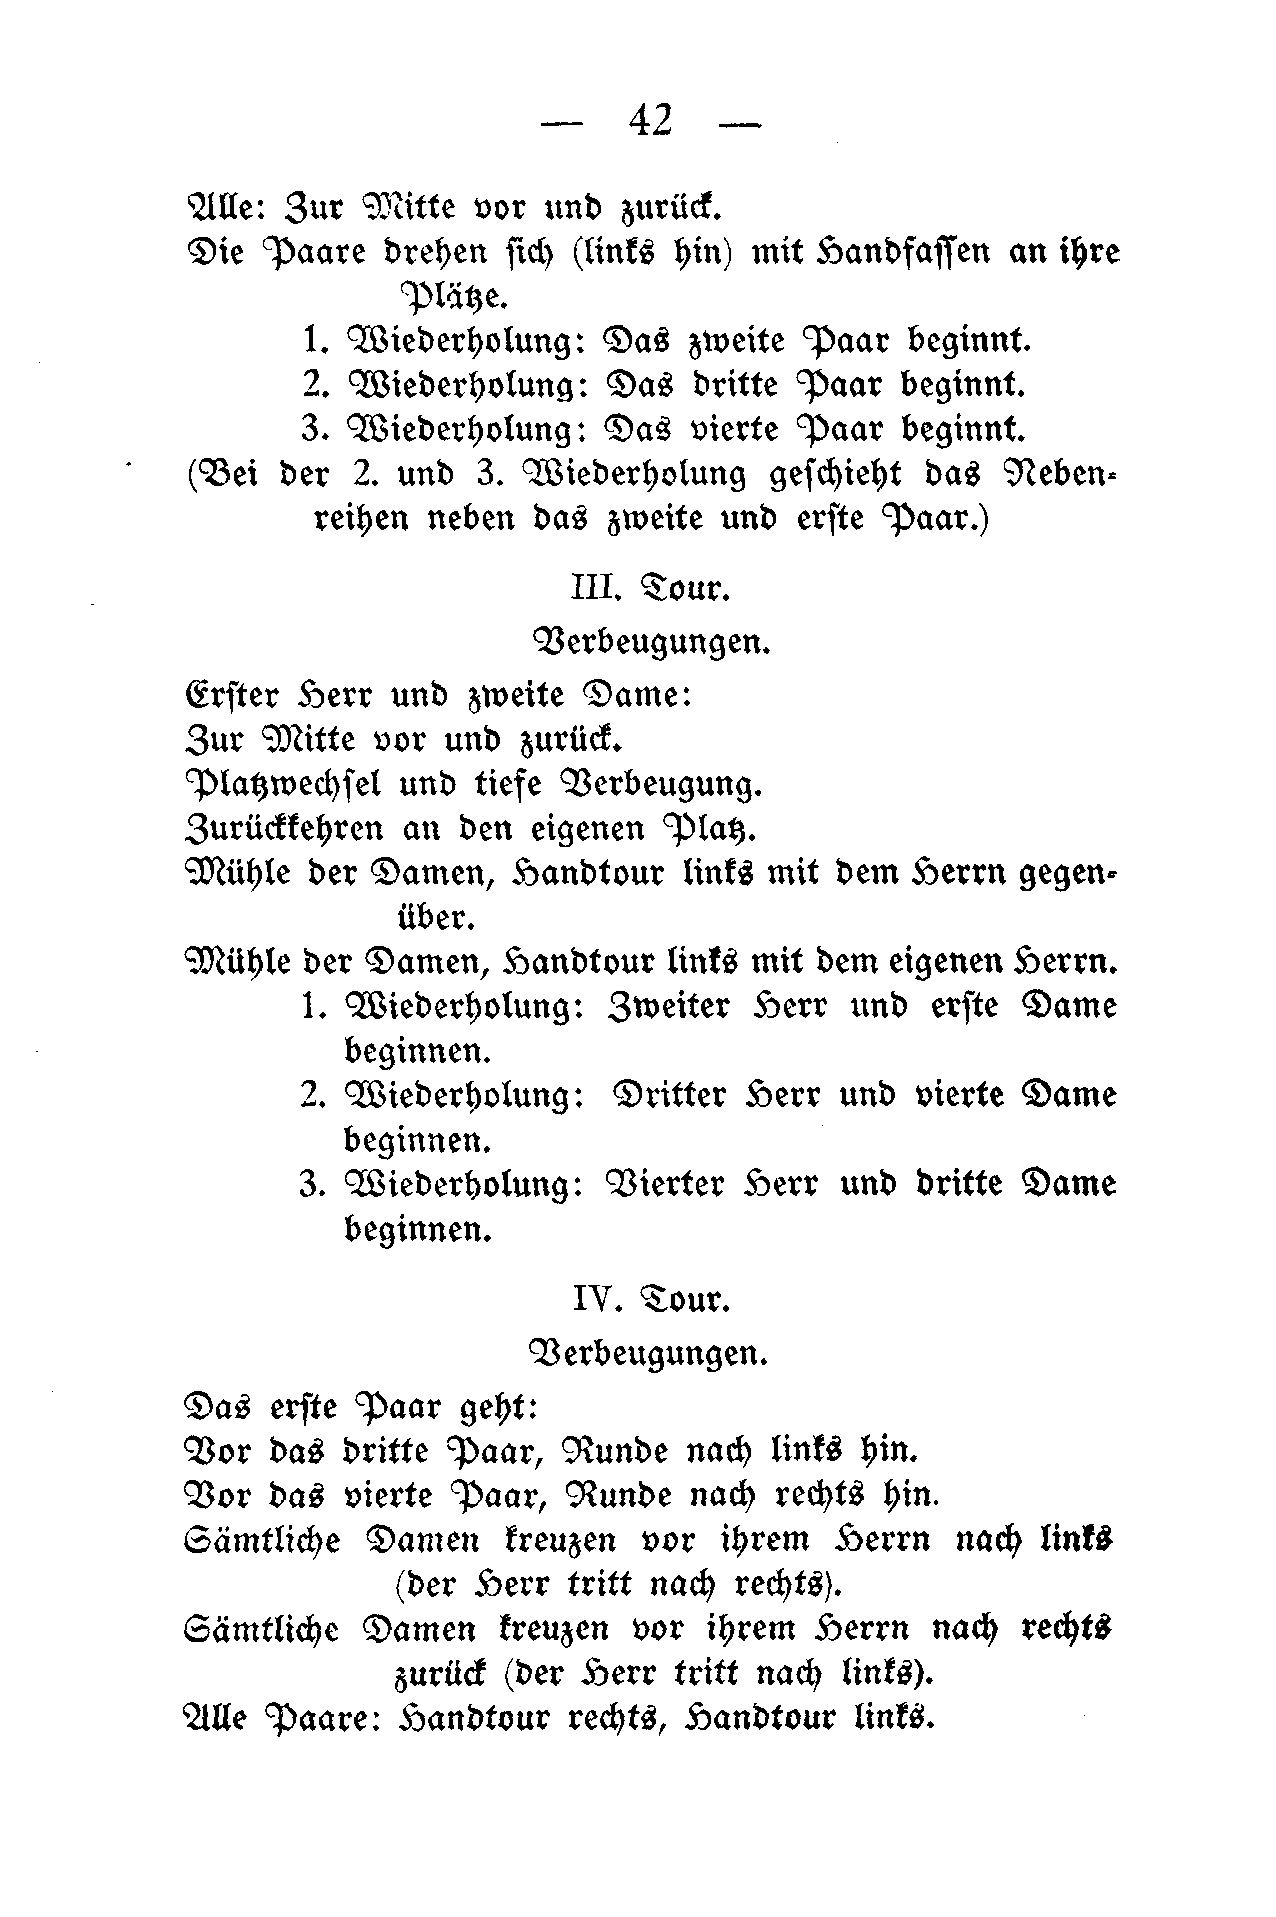 — 42 —
Alle: Zur Mitte vor und zurück.
Die Paare drehen ſich (links hin) mit Handfaſſen an ihre
Plätze.
1. Wiederholung: Das zweite Paar beginnt.
2. Wiederholung: Das dritte Paar beginnt.
3. Wiederholung: Das vierte Paar beginnt.
(Bei der 2. und 3. Wiederholung geſchieht das Neben-
reihen neben das zweite und erſte Paar.)
III. Tour.
Verbeugungen.
Erſter Herr und zweite Dame:
Zur Mitte vor und zurück.
Platzwechſel und tiefe Verbeugung.
Zurückkehren an den eigenen Platz.
Mühle der Damen, Handtour links mit dem Herrn gegen-
über.
Mühle der Damen, Handtour links mit dem eigenen Herrn.
1. Wiederholung: Zweiter Herr und erſte Dame
beginnen.
2. Wiederholung: Dritter Herr und vierte Dame
beginnen.
3. Wiederholung: Vierter Herr und dritte Dame
beginnen.
IV. Tour.
Verbeugungen.
Das erſte Paar geht:
Vor das dritte Paar, Runde nach links hin.
Vor das vierte Paar, Runde nach rechts hin.
Sämtliche Damen kreuzen vor ihrem Herrn nach links
(der Herr tritt nach rechts).
Sämtliche Damen kreuzen vor ihrem Herrn nach rechts
zurück (der Herr tritt nach links).
Alle Paare: Handtour rechts, Handtour links.